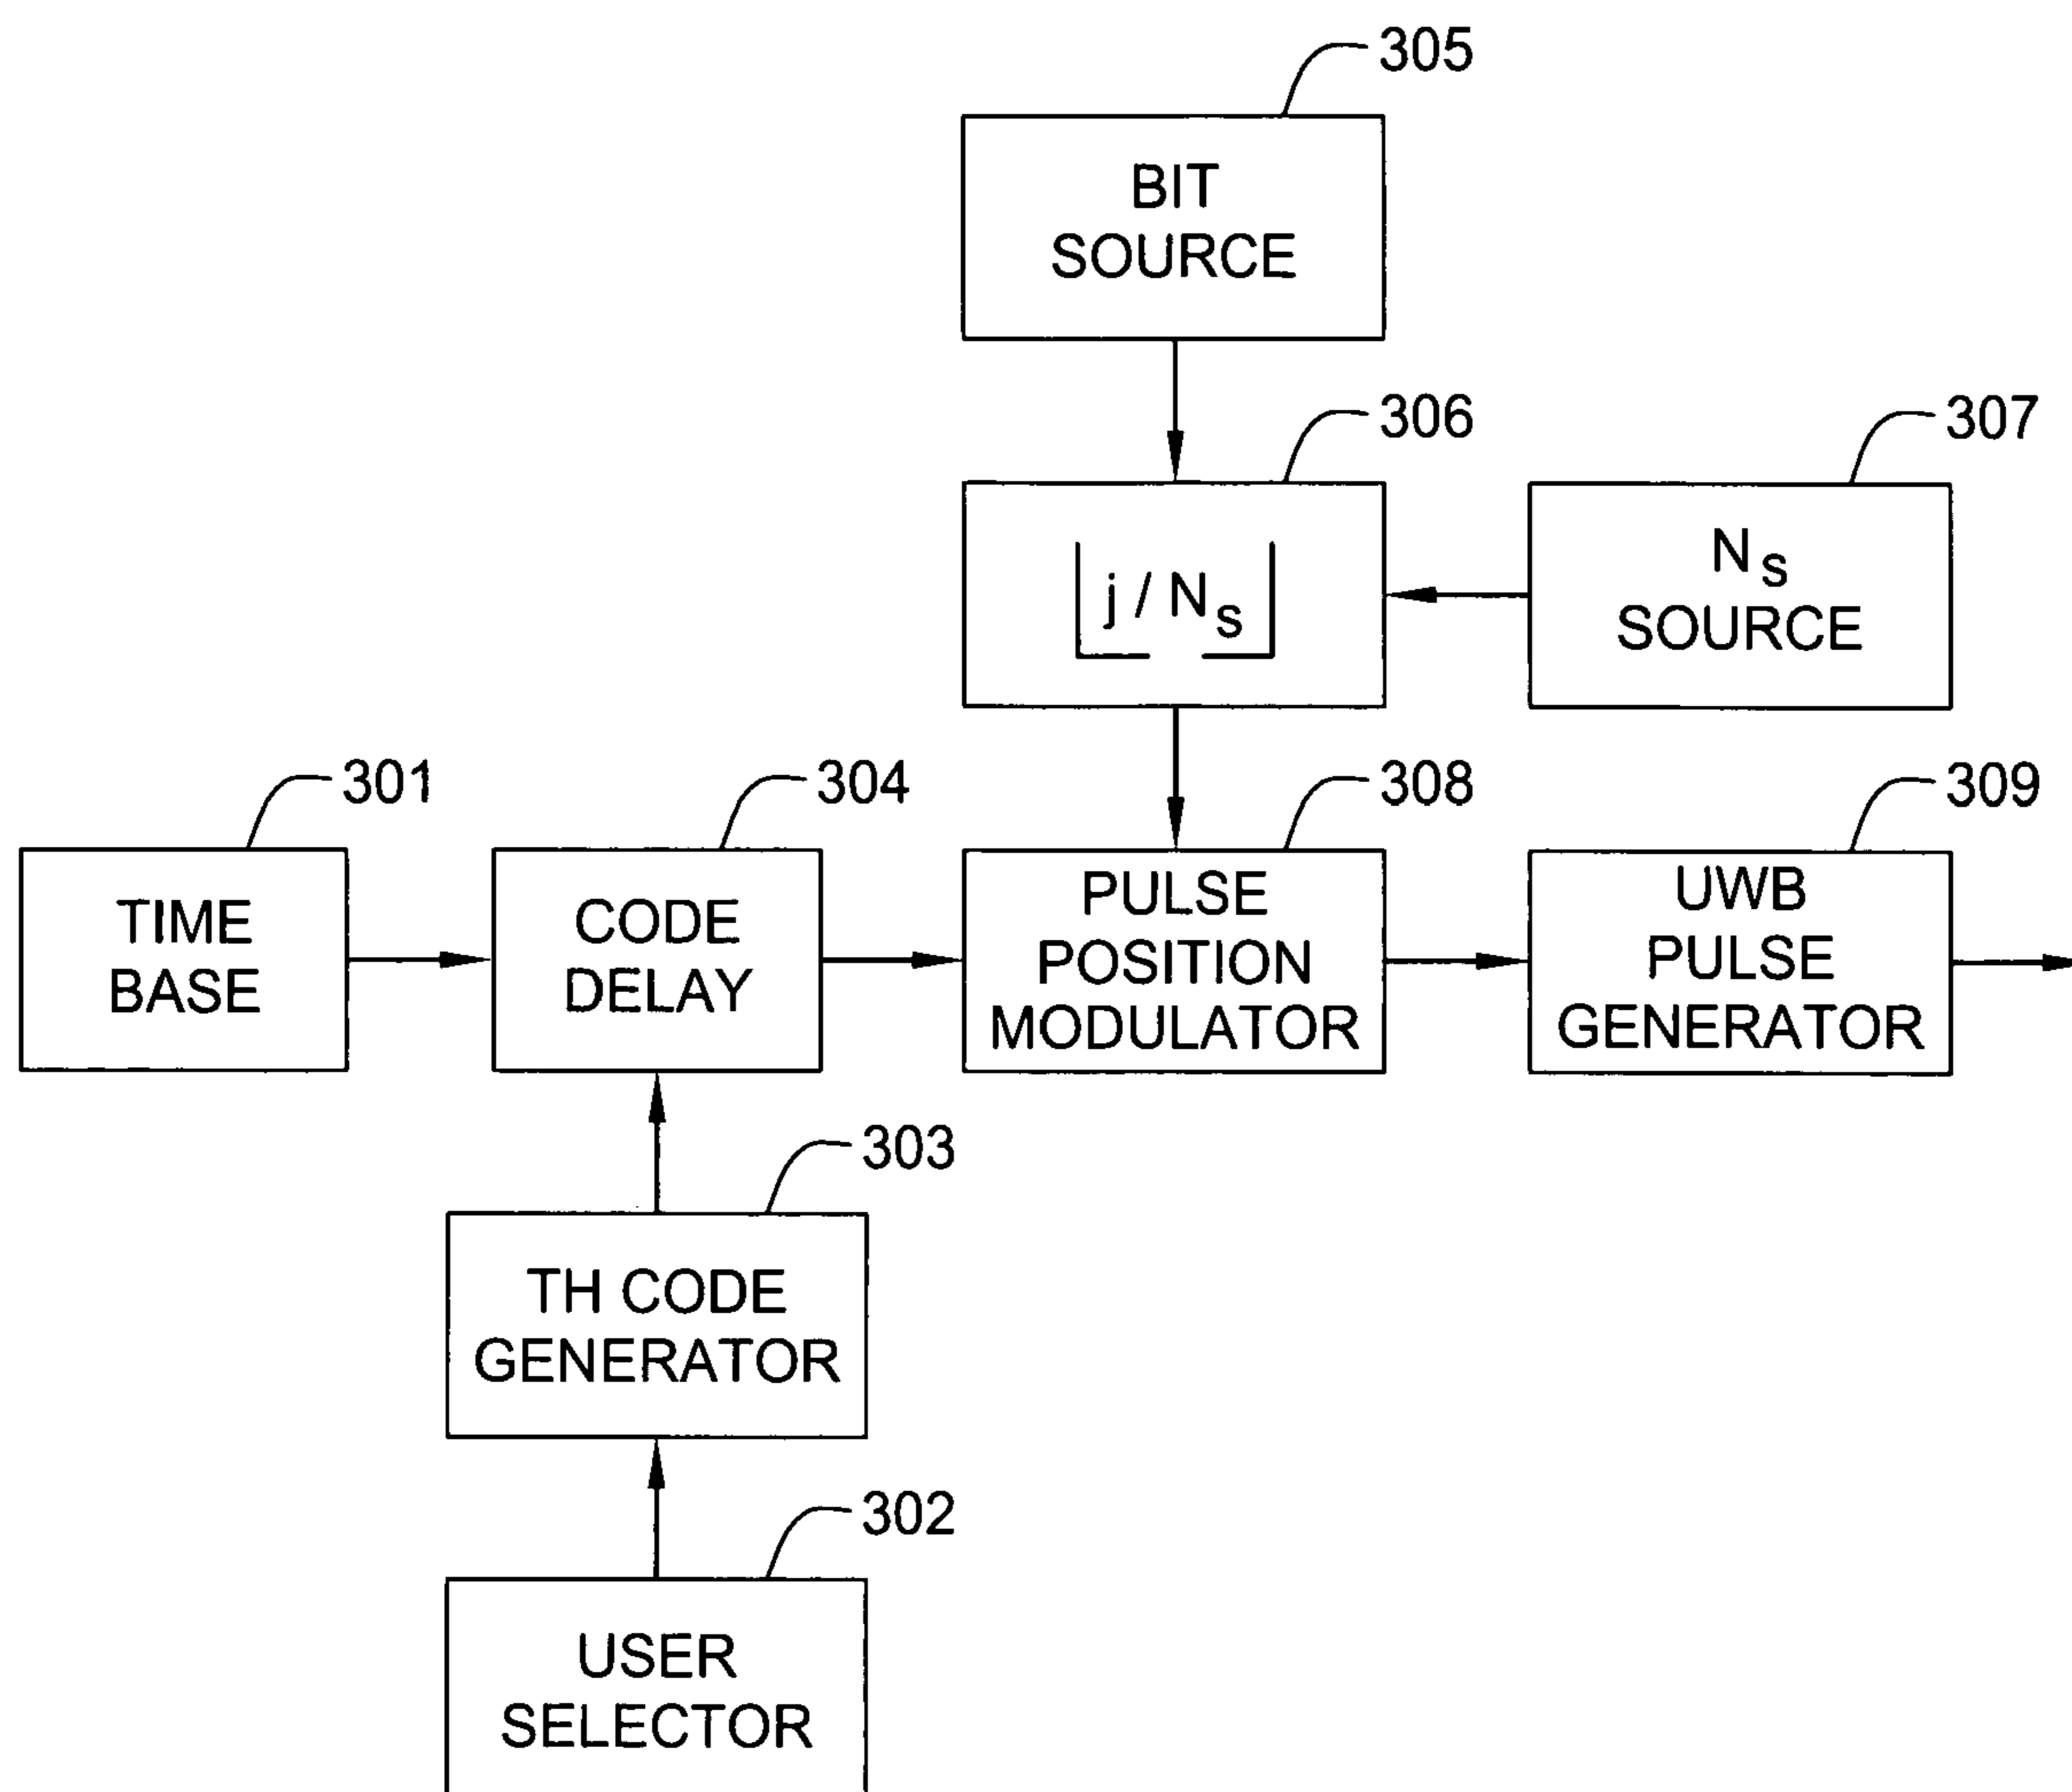 305
BIT
SOURCE
306
307
⌊j / Ns⌋
Ns
SOURCE
301
304
308
309
TIME
BASE
CODE
DELAY
PULSE
POSITION
MODULATOR
UWB
PULSE
GENERATOR
303
TH CODE
GENERATOR
302
USER
SELECTOR